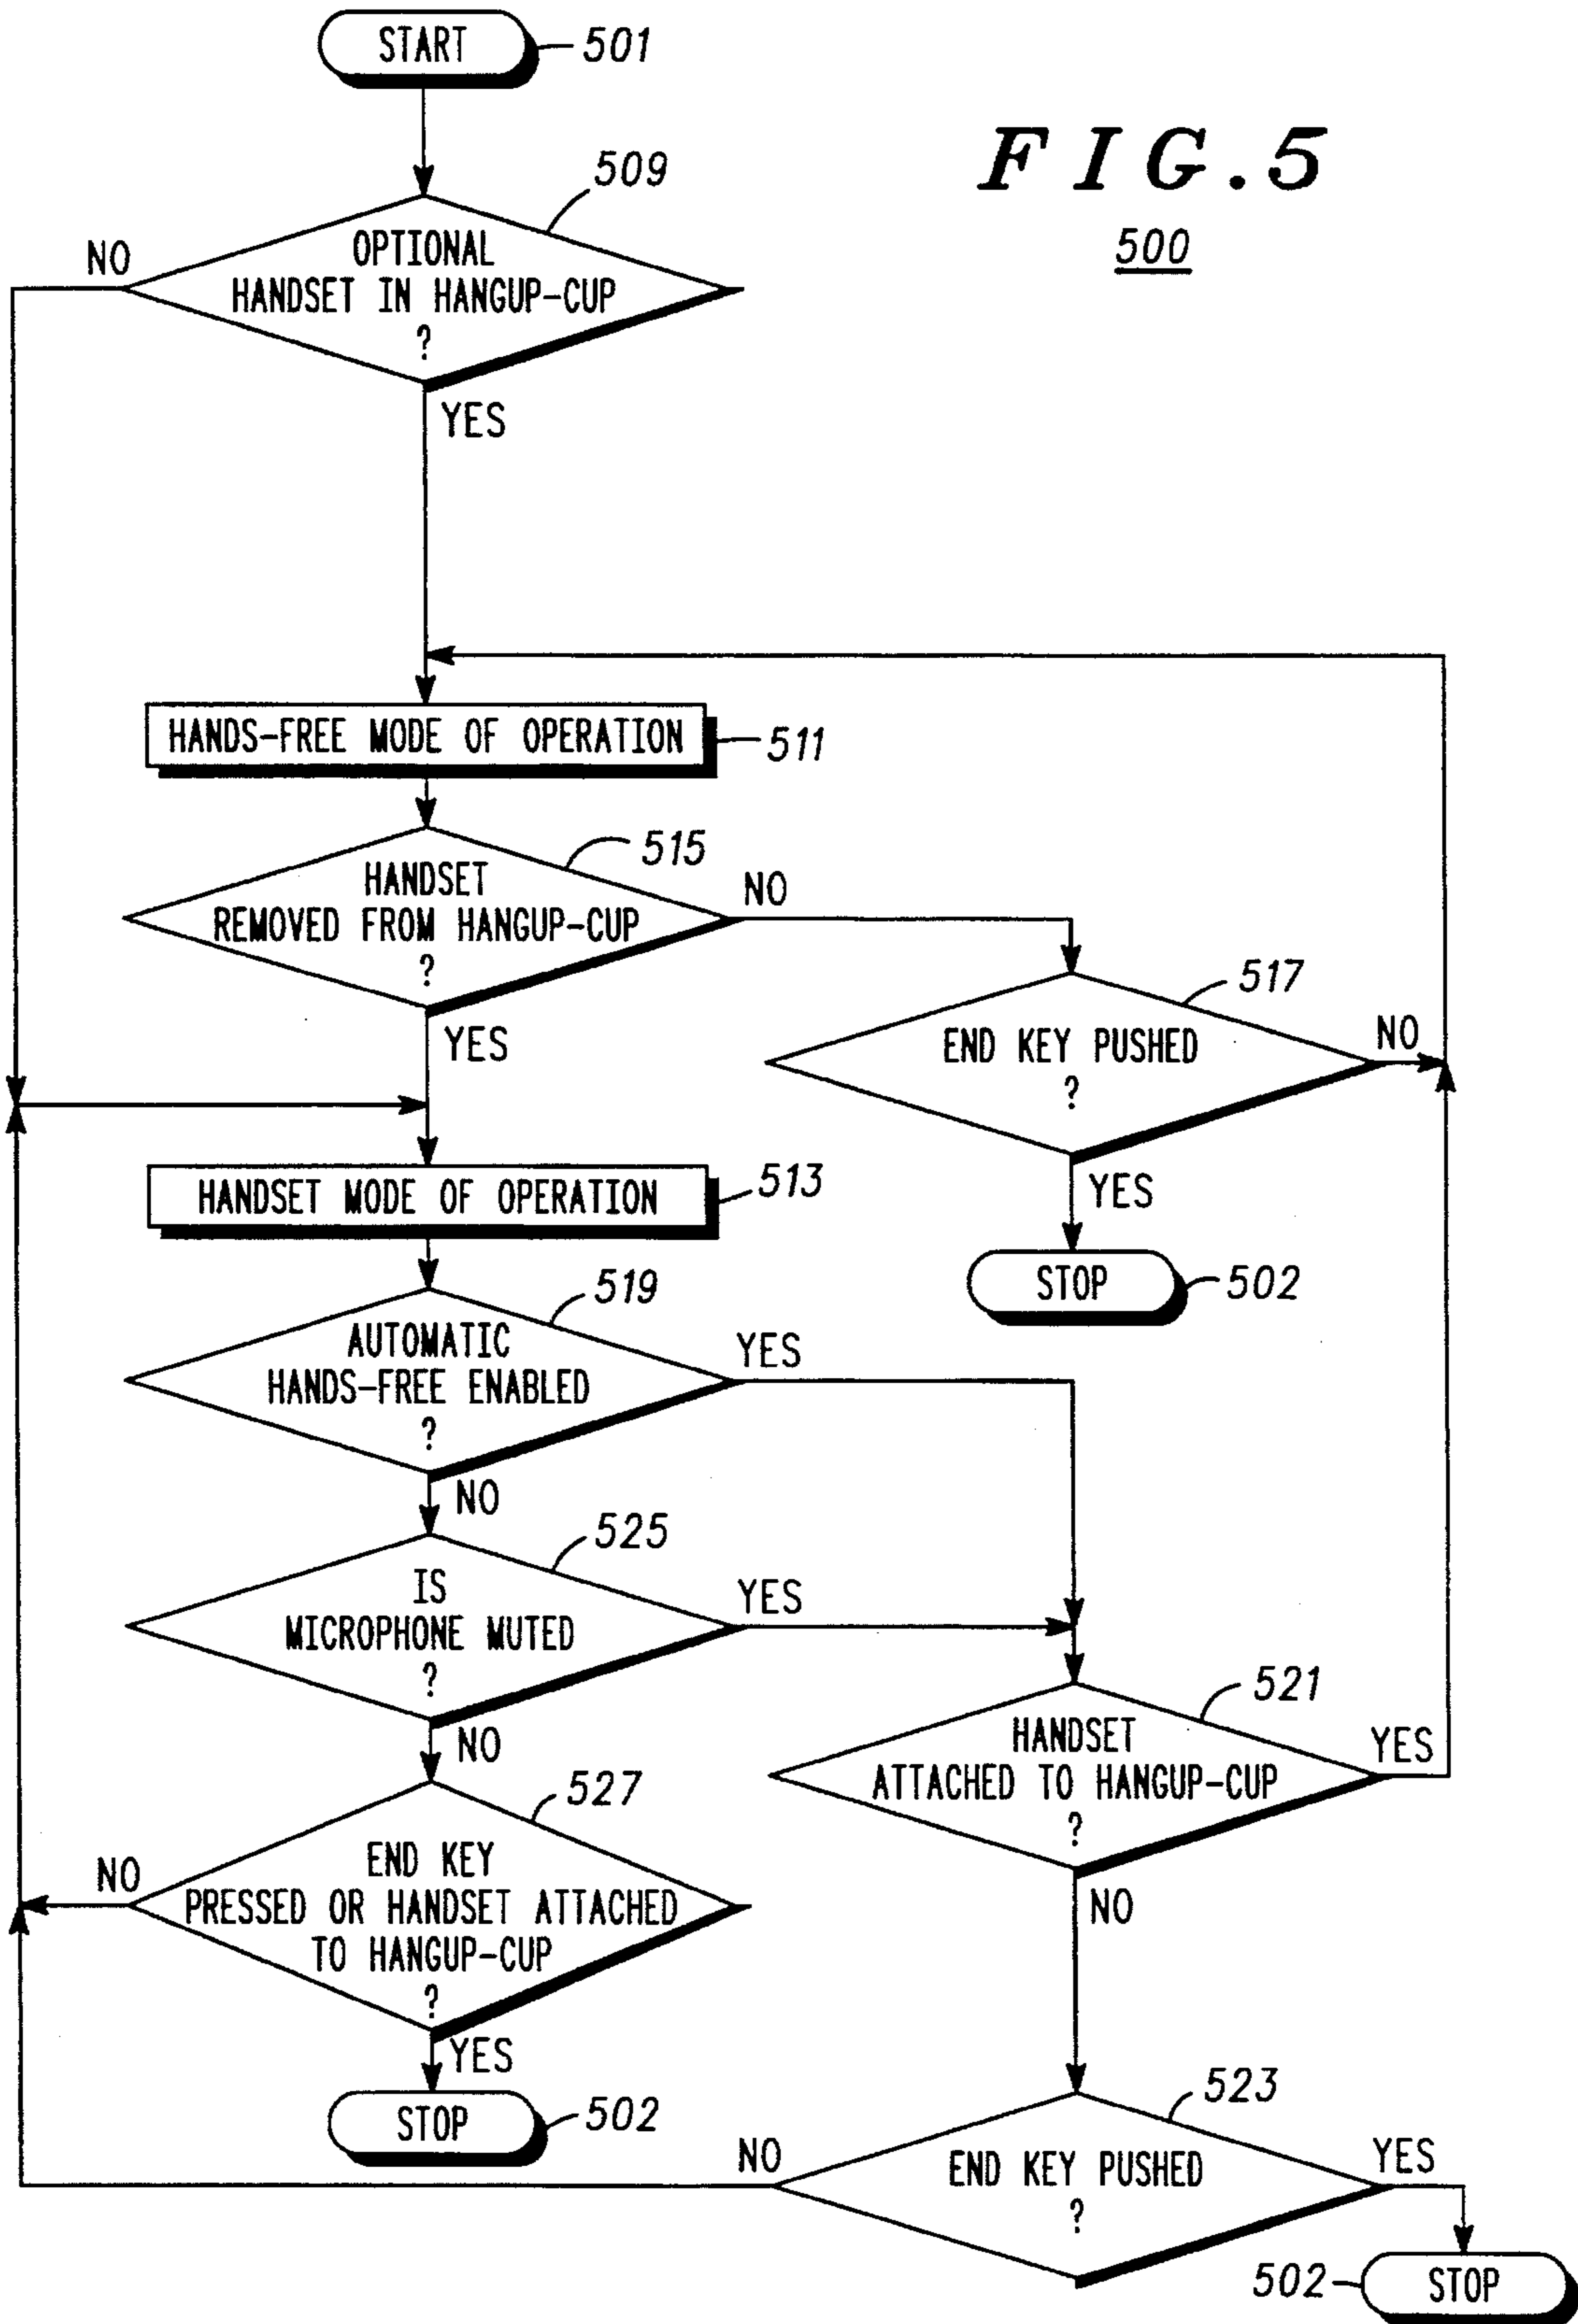 START
501
F I G . 5
500
509
OPTIONAL
HANDSET IN HANGUP-CUP
?
NO
YES
HANDS-FREE MODE OF OPERATION
511
515
HANDSET
REMOVED FROM HANGUP-CUP
?
NO
YES
517
END KEY PUSHED
?
NO
YES
STOP
502
HANDSET MODE OF OPERATION
513
519
AUTOMATIC
HANDS-FREE ENABLED
?
YES
NO
525
IS
MICROPHONE MUTED
?
YES
NO
521
HANDSET
ATTACHED TO HANGUP-CUP
?
YES
NO
527
END KEY
PRESSED OR HANDSET ATTACHED
TO HANGUP-CUP
?
NO
YES
STOP
502
523
END KEY PUSHED
?
NO
YES
502
STOP